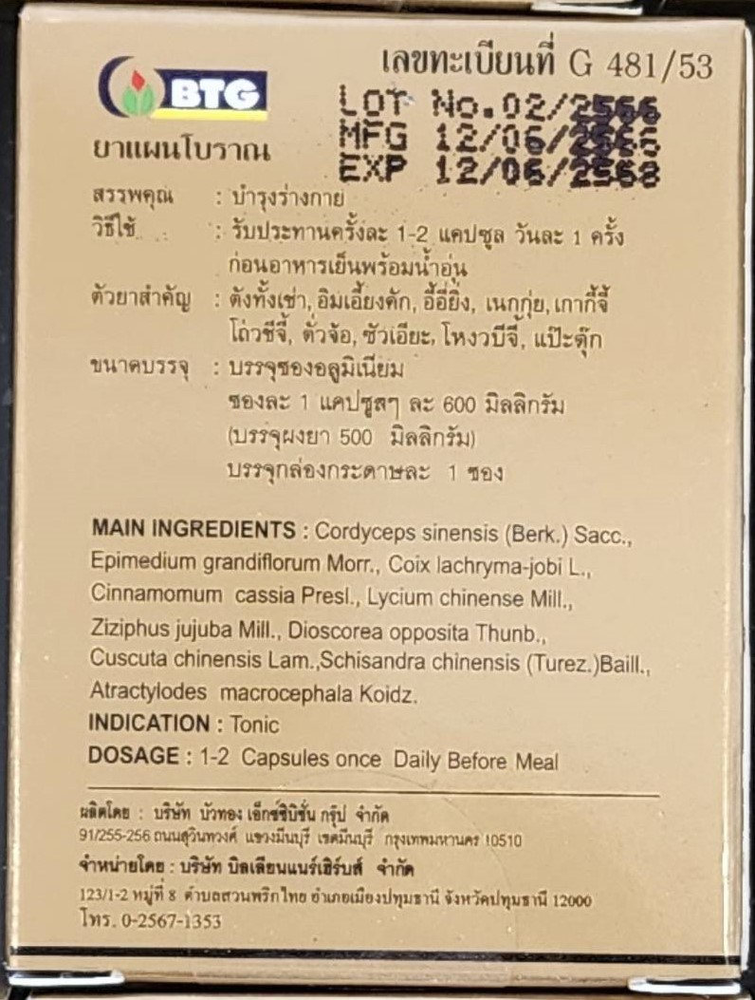 BTG
เลขทะเบียนที่ G 481/53
LOT No.02/2566
MFG 12/06/2566
EXP 12/06/2568
ยาแผนโบราณ
สรรพคุณ : บำรุงร่างกาย
วิธีใช้ : รับประทานครั้งละ 1-2 แคปซูล วันละ 1 ครั้ง
ก่อนอาหารเย็นพร้อมน้ำอุ่น
ตัวยาสำคัญ : ตังทั้งเช่า, อิมเอี้ยงคัก, อี้อี่ยิ่ง, เนกกุ่ย, เกากี้จี้
โถ่วซีจี้, ตั่วจ้อ, ซัวเอียะ, โหงวบีจี้, แป๊ะตุ๊ก
ขนาดบรรจุ : บรรจุซองอลูมิเนียม
ซองละ 1 แคปซูลๆ ละ 600 มิลลิกรัม
(บรรจุผงยา 500 มิลลิกรัม)
บรรจุกล่องกระดาษละ 1 ซอง
MAIN INGREDIENTS : Cordyceps sinensis (Berk.) Sacc.,
Epimedium grandiflorum Morr., Coix lachryma-jobi L.,
Cinnamomum cassia Presl., Lycium chinense Mill.,
Ziziphus jujuba Mill., Dioscorea opposita Thunb.,
Cuscuta chinensis Lam.,Schisandra chinensis (Turez.)Baill.,
Atractylodes macrocephala Koidz.
INDICATION : Tonic
DOSAGE : 1-2 Capsules once Daily Before Meal
ผลิตโดย : บริษัท บัวทอง เอ็กซ์ซิบิชั่น กรุ๊ป จำกัด
91/255-256 ถนนสุวินทวงศ์ แขวงมีนบุรี เขตมีนบุรี กรุงเทพมหานคร 10510
จำหน่ายโดย : บริษัท บิลเลียนแนร์เฮิร์บส์ จำกัด
123/1-2 หมู่ที่ 8 ตำบลสวนพริกไทย อำเภอเมืองปทุมธานี จังหวัดปทุมธานี 12000
โทร. 0-2567-1353